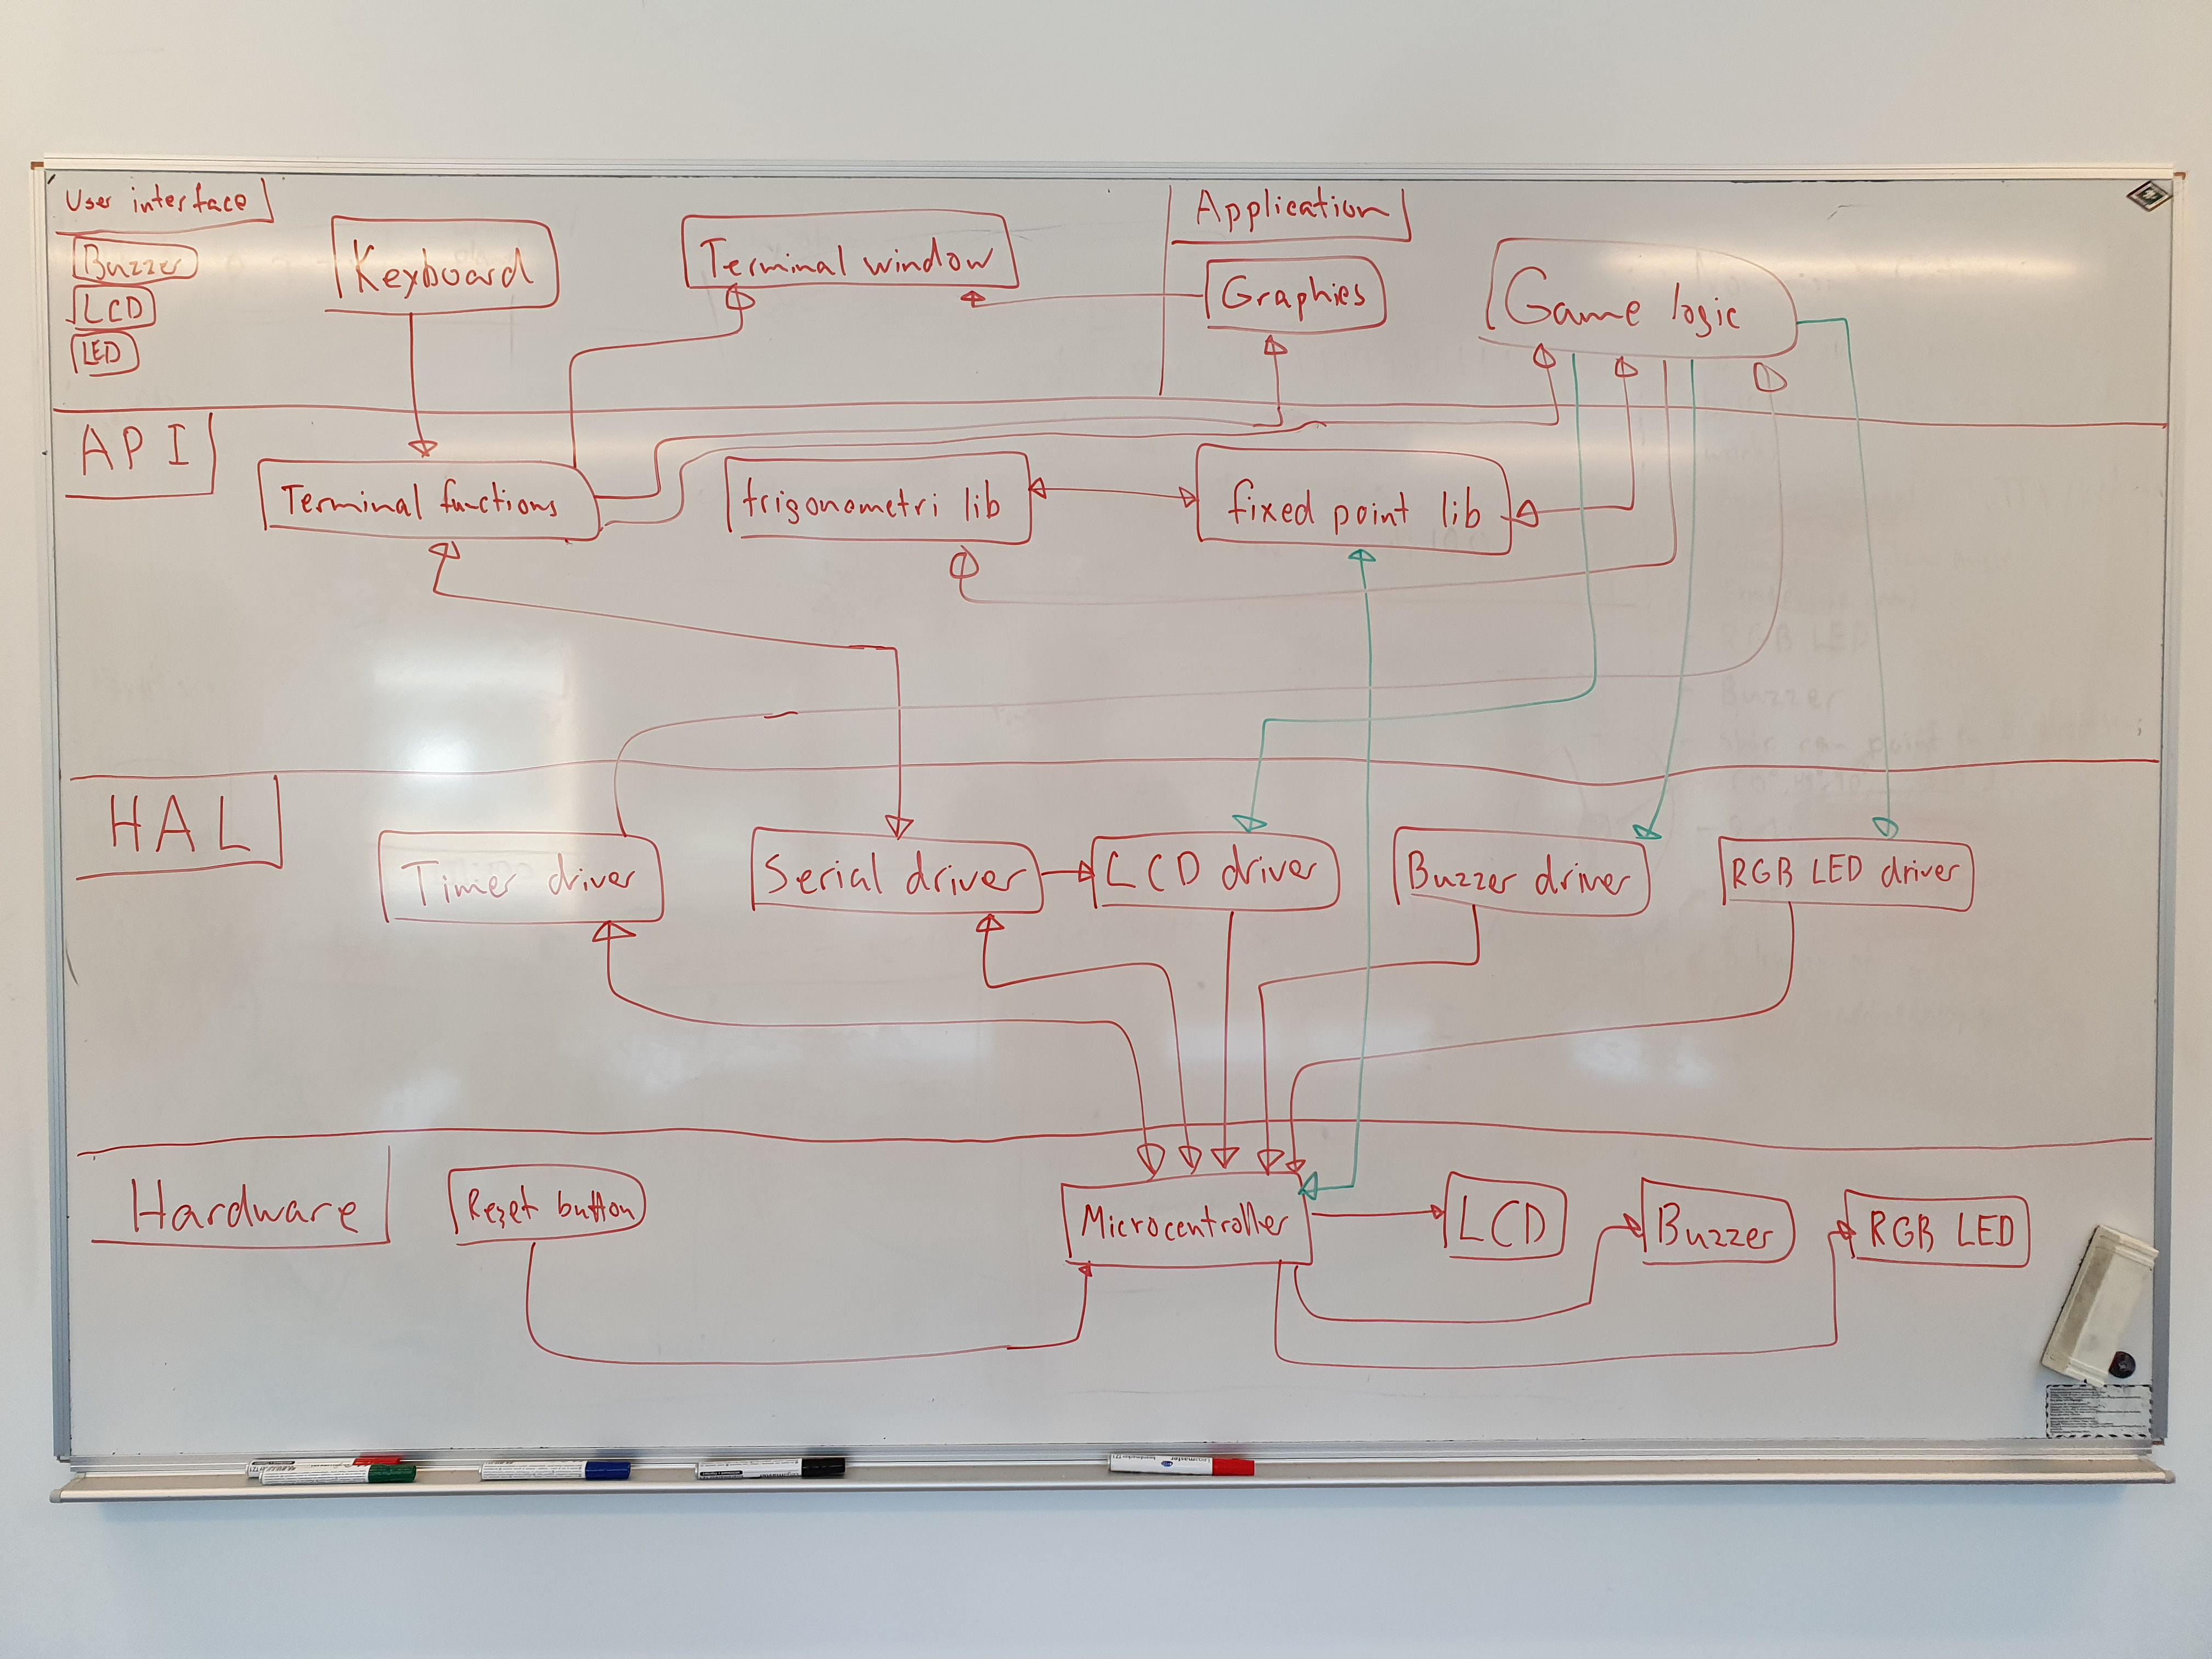 User interface
Buzzer
LCD
LED
Keyboard
Terminal window
Application
Graphics
Game logic
API
Terminal functions
trigonometri lib
fixed point lib
HAL
Timer driver
Serial driver
LCD driver
Buzzer driver
RGB LED driver
Hardware
Reset button
Microcontroller
LCD
Buzzer
RGB LED